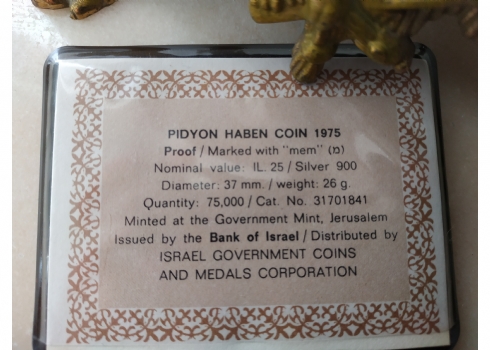 PIDYON HABEN COIN 1975
Proof / Marked with "mem" (מ)
Nominal value: IL. 25 / Silver 900
Diameter: 37 mm. / weight: 26 g.
Quantity: 75,000 / Cat. No. 31701841
Minted at the Government Mint, Jerusalem
Issued by the Bank of Israel / Distributed by
ISRAEL GOVERNMENT COINS
AND MEDALS CORPORATION